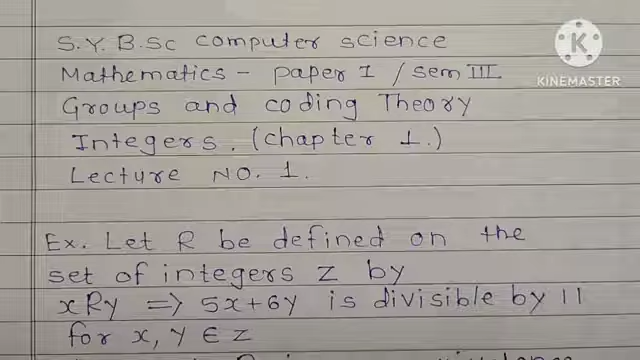 S.Y.B.Sc computer science
Mathematics - paper I / sem III
Groups and coding Theory
Integers. (chapter 1.)
Lecture NO. 1.
K
KINEMASTER
Ex. Let R be defined on the
set of integers Z by
xRy => 5x+6y is divisible by 11
for x, y ∈ Z